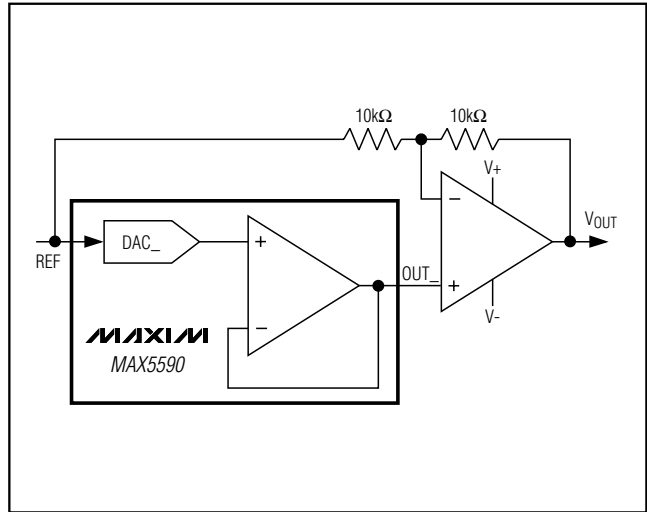 10kΩ 10kΩ
V+
−
VOUT
DAC_
+
REF
OUT_
+
−
V-
MAXIM
MAX5590